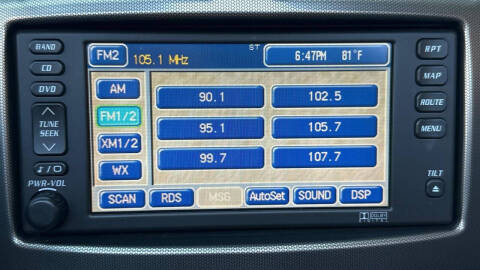 BAND
CD
DVD
TUNE
SEEK
PWR-VOL
FM2 105.1 MHz ST 6:47PM 81°F
AM
FM1/2
XM1/2
WX
90.1 102.5
95.1 105.7
99.7 107.7
SCAN RDS MSG AutoSet SOUND DSP
DOLBY
DIGITAL
RPT
MAP
ROUTE
MENU
TILT